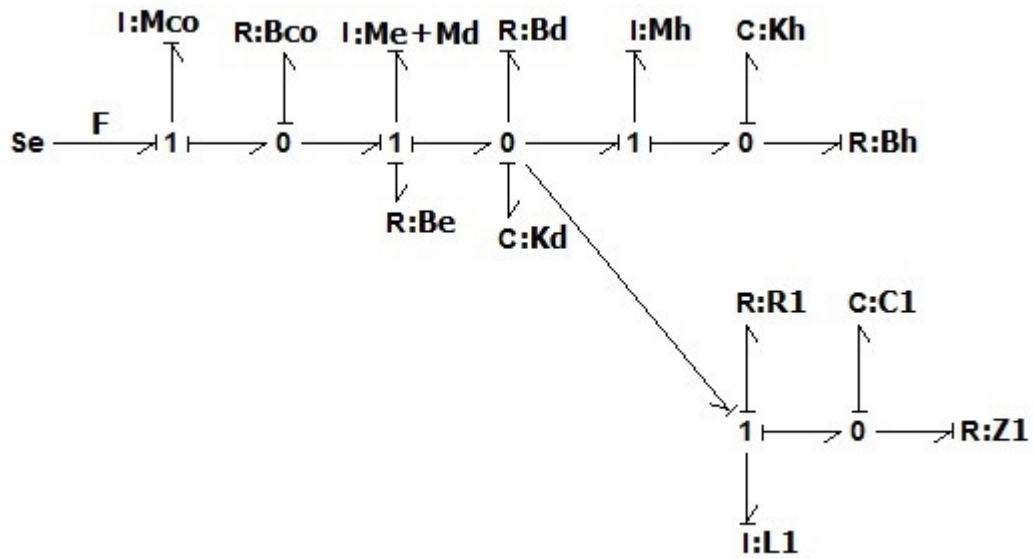 I:Mco R:Bco I:Me+Md R:Bd I:Mh C:Kh
F
Se 1 0 1 0 1 0 R:Bh
R:Be
C:Kd
R:R1 C:C1
1 0 R:Z1
I:L1